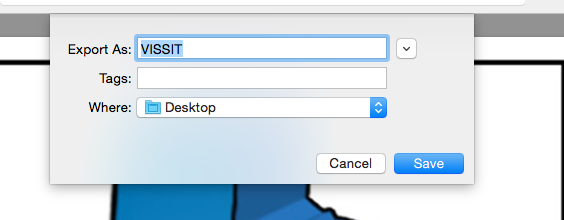 Export As: VISSIT
Tags:
Where: Desktop
Cancel Save